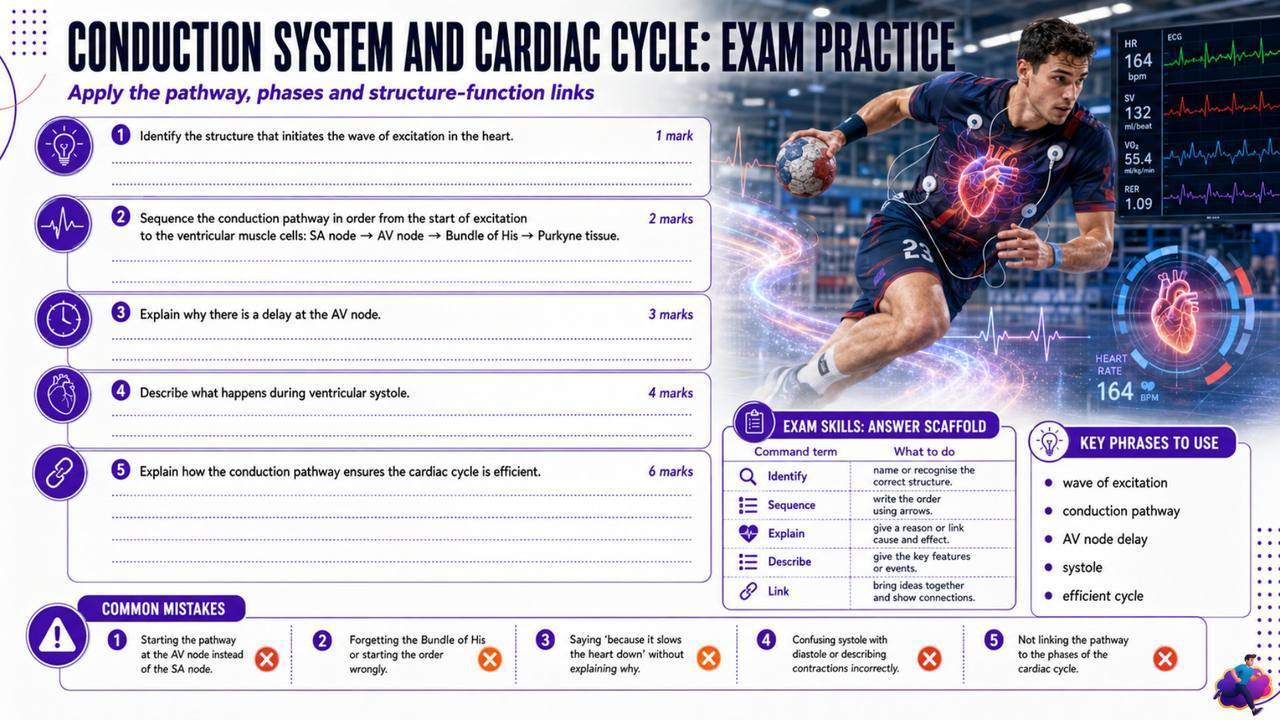 CONDUCTION SYSTEM AND CARDIAC CYCLE: EXAM PRACTICE
Apply the pathway, phases and structure-function links
1 Identify the structure that initiates the wave of excitation in the heart. 1 mark
2 Sequence the conduction pathway in order from the start of excitation 2 marks
to the ventricular muscle cells: SA node → AV node → Bundle of His → Purkyne tissue.
3 Explain why there is a delay at the AV node. 3 marks
4 Describe what happens during ventricular systole. 4 marks
5 Explain how the conduction pathway ensures the cardiac cycle is efficient. 6 marks
HR
164
bpm
SV
132
ml/beat
VO₂
55.4
ml/kg/min
RER
1.09
ECG
23
HEART
RATE
164 BPM
EXAM SKILLS: ANSWER SCAFFOLD
Command term What to do
Identify
name or recognise the
correct structure.
Sequence
write the order
using arrows.
Explain
give a reason or link
cause and effect.
Describe
give the key features
or events.
Link
bring ideas together
and show connections.
KEY PHRASES TO USE
wave of excitation
conduction pathway
AV node delay
systole
efficient cycle
COMMON MISTAKES
1 Starting the pathway
at the AV node instead
of the SA node.
2 Forgetting the Bundle of His
or starting the order
wrongly.
3 Saying 'because it slows
the heart down' without
explaining why.
4 Confusing systole with
diastole or describing
contractions incorrectly.
5 Not linking the pathway
to the phases of the
cardiac cycle.